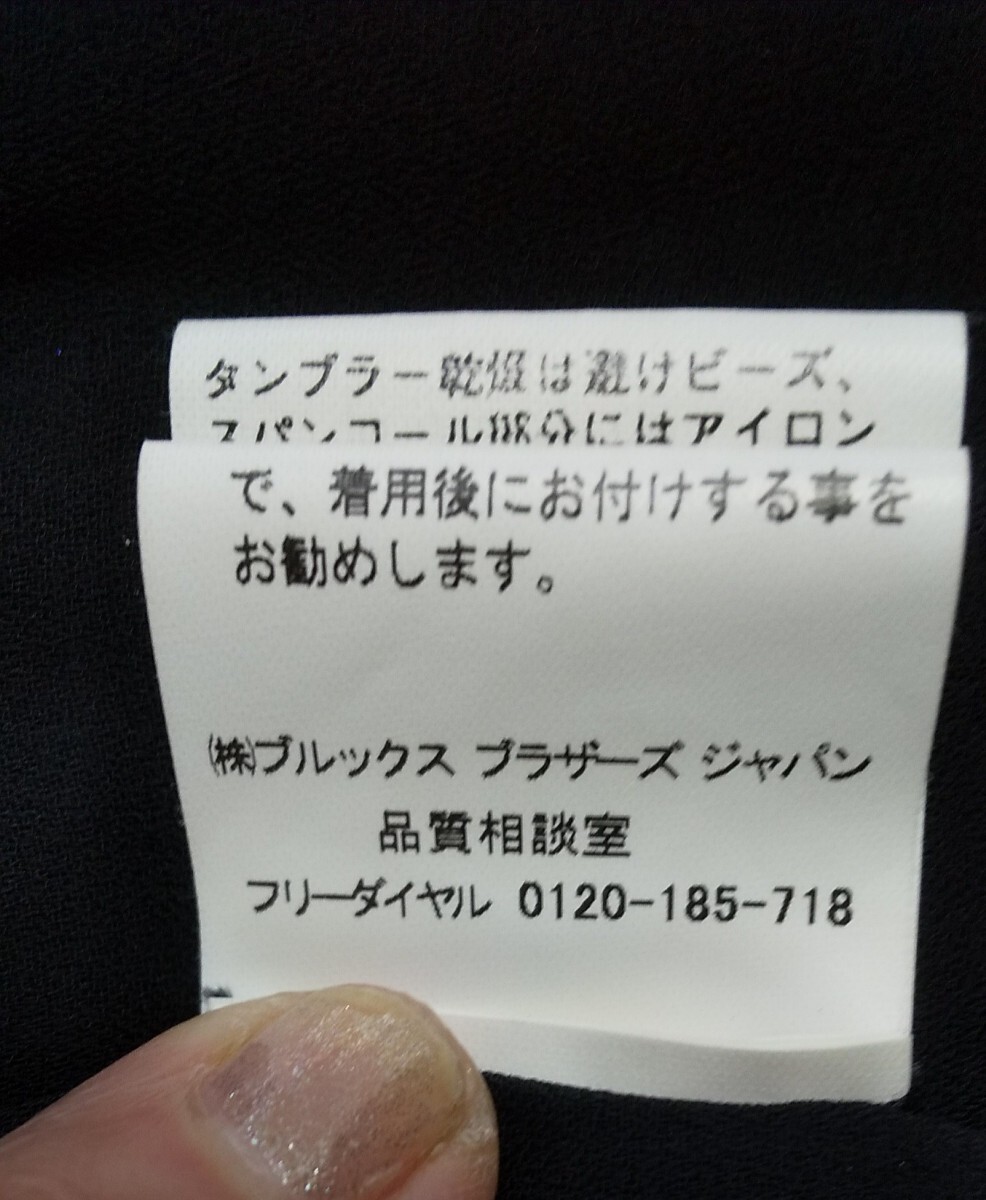 タンブラー乾燥は避けビーズ、
スパンコール部分にはアイロン
で、着用後にお付けする事を
お勧めします。
㈱ブルックス ブラザーズ ジャパン
品質相談室
フリーダイヤル 0120-185-718